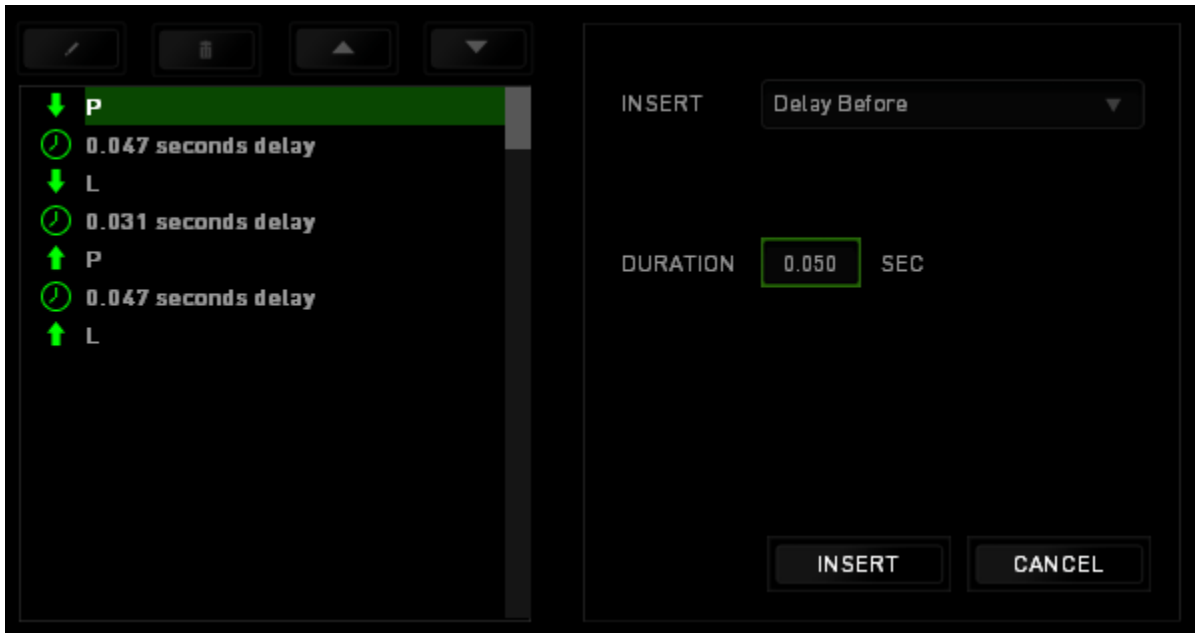 P
0.047 seconds delay
L
0.031 seconds delay
P
0.047 seconds delay
L
INSERT Delay Before
DURATION 0.050 SEC
INSERT CANCEL